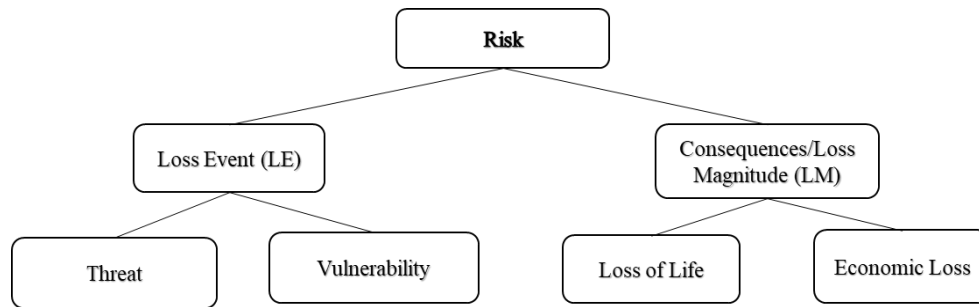 Risk
Loss Event (LE)
Consequences/Loss
Magnitude (LM)
Threat
Vulnerability
Loss of Life
Economic Loss